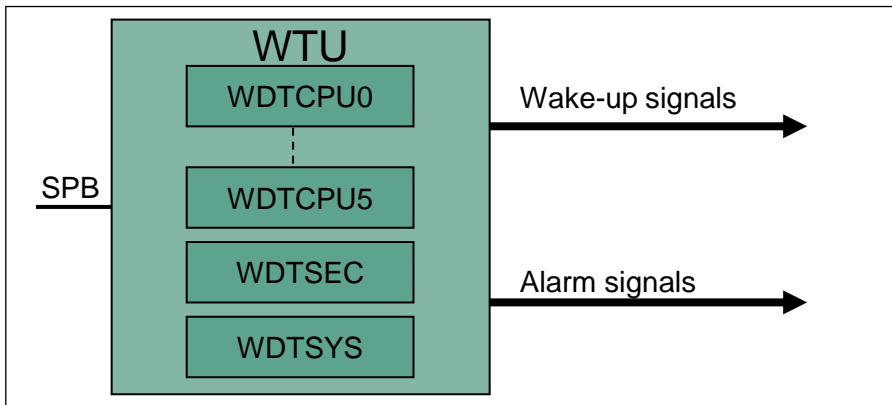 WTU
WDTCPU0
Wake-up signals
SPB
WDTCPU5
WDTSEC
Alarm signals
WDTSYS